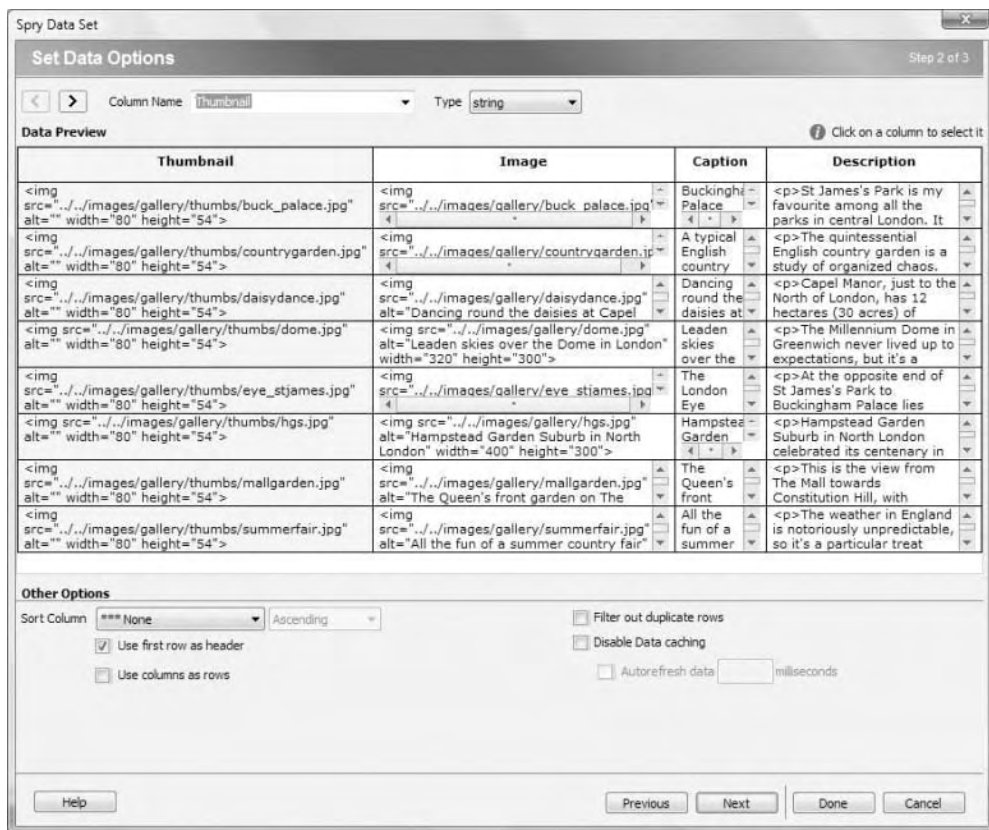 Spry Data Set
Set Data Options
Step 2 of 3
Column Name Thumbnail Type string
Data Preview
Click on a column to select it
Thumbnail Image Caption Description
<img
src="../../images/gallery/thumbs/buck_palace.jpg"
alt="" width="80" height="54">
<img
src="../../images/gallery/buck_palace.jpg"
Buckingha
Palace
<p>St James's Park is my
favourite among all the
parks in central London. It
<img
src="../../images/gallery/thumbs/countrygarden.jpg"
alt="" width="80" height="54">
<img
src="../../images/gallery/countrygarden.jp
A typical
English
country
<p>The quintessential
English country garden is a
study of organized chaos.
<img
src="../../images/gallery/thumbs/daisydance.jpg"
alt="" width="80" height="54">
<img
src="../../images/gallery/daisydance.jpg"
alt="Dancing round the daisies at Capel
Dancing
round the
daisies at
<p>Capel Manor, just to the
North of London, has 12
hectares (30 acres) of
<img src="../../images/gallery/thumbs/dome.jpg"
alt="" width="80" height="54">
<img src="../../images/gallery/dome.jpg"
alt="Leaden skies over the Dome in London"
width="320" height="300">
Leaden
skies
over the
<p>The Millennium Dome in
Greenwich never lived up to
expectations, but it's a
<img
src="../../images/gallery/thumbs/eye_stjames.jpg"
alt="" width="80" height="54">
<img
src="../../images/gallery/eye_stjames.jpg
The
London
Eye
<p>At the opposite end of
St James's Park to
Buckingham Palace lies
<img src="../../images/gallery/thumbs/hgs.jpg"
alt="" width="80" height="54">
<img src="../../images/gallery/hgs.jpg"
alt="Hampstead Garden Suburb in North
London" width="400" height="300">
Hampstea
Garden
<p>Hampstead Garden
Suburb in North London
celebrated its centenary in
<img
src="../../images/gallery/thumbs/mallgarden.jpg"
alt="" width="80" height="54">
<img
src="../../images/gallery/mallgarden.jpg"
alt="The Queen's front garden on The
The
Queen's
front
<p>This is the view from
The Mall towards
Constitution Hill, with
<img
src="../../images/gallery/thumbs/summerfair.jpg"
alt="" width="80" height="54">
<img
src="../../images/gallery/summerfair.jpg"
alt="All the fun of a summer country fair"
All the
fun of a
summer
<p>The weather in England
is notoriously unpredictable,
so it's a particular treat
Other Options
Sort Column *** None Ascending
Filter out duplicate rows
Use first row as header
Disable Data caching
Use columns as rows
Autorefresh data milliseconds
Help Previous Next Done Cancel